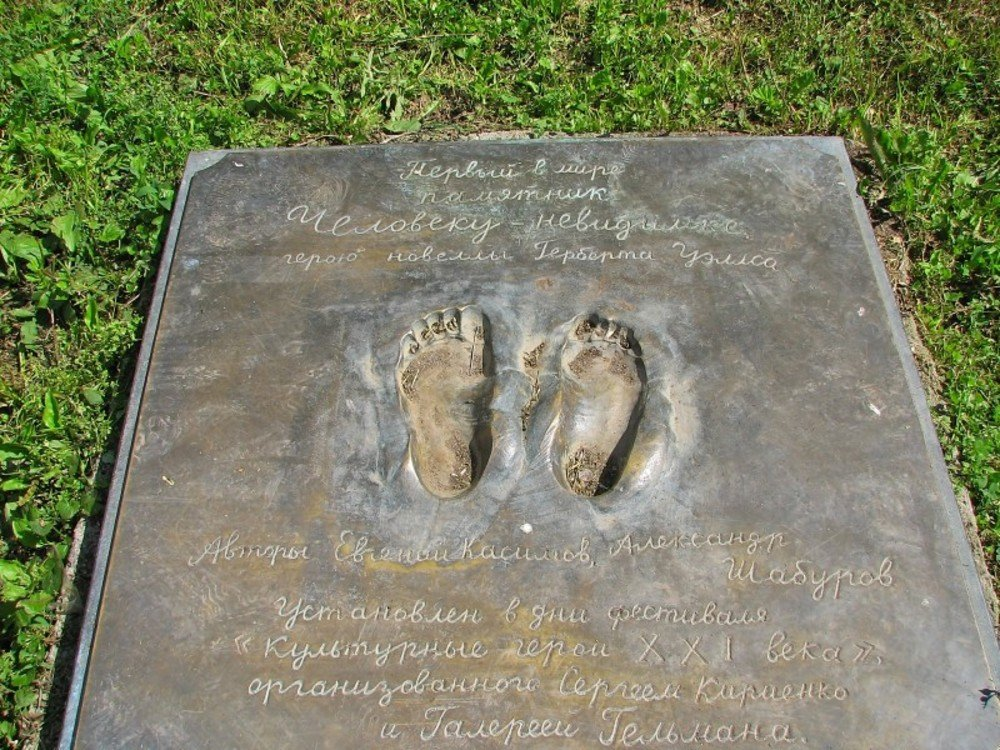 Первый в мире
памятник
Человеку-невидимке,
герою новеллы Герберта Уэллса
Авторы Евгений Касимов, Александр
Шабуров
Установлен в дни фестиваля
«Культурные герои XXI века»,
организованного Сергеем Кириенко
и Галереей Гельмана.